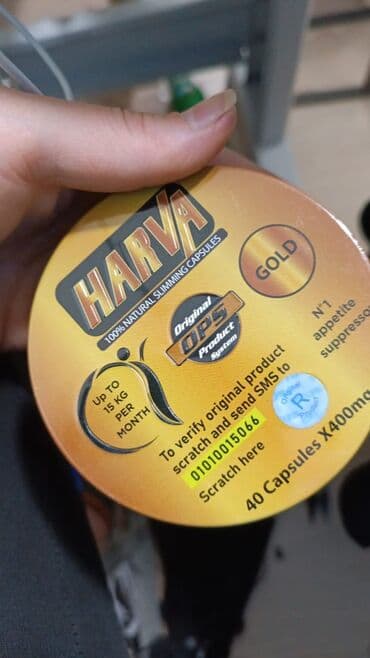 HARVA
100% NATURAL SLIMMING CAPSULES
GOLD
Original
OPS
Product
System
N°1
appetite
suppressor
Up TO
15 KG
PER
MONTH
To verify original product
scratch and send SMS to
01010015066
Scratch here
R
40 Capsules X400mg